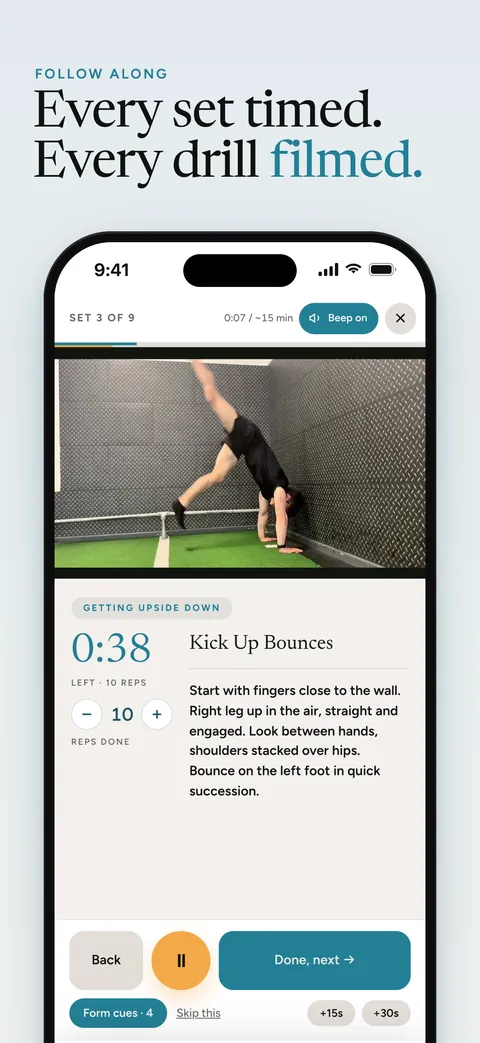 FOLLOW ALONG
Every set timed.
Every drill filmed.
9:41
SET 3 OF 9
0:07 / ~15 min
Beep on
GETTING UPSIDE DOWN
0:38
LEFT · 10 REPS
− 10 +
REPS DONE
Kick Up Bounces
Start with fingers close to the wall.
Right leg up in the air, straight and
engaged. Look between hands,
shoulders stacked over hips.
Bounce on the left foot in quick
succession.
Back
Done, next →
Form cues · 4
Skip this
+15s
+30s